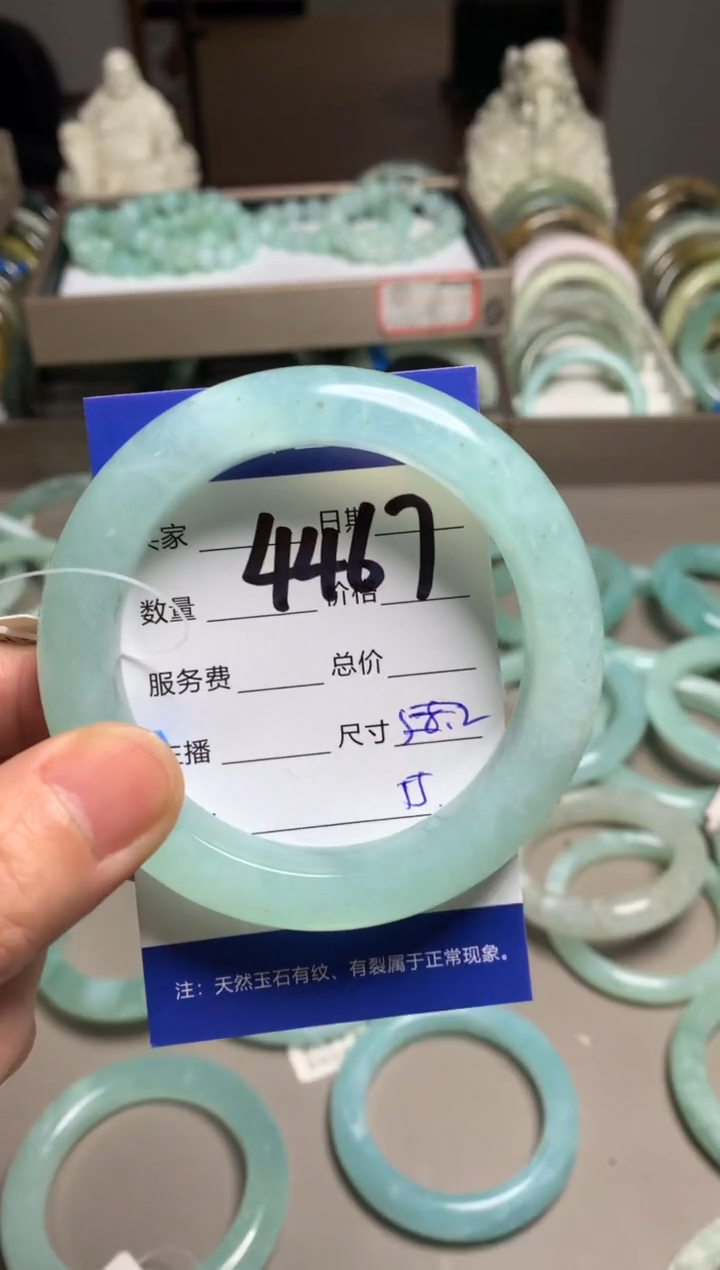 家 日期
4467
数量 价格
服务费 总价
主播 尺寸 58.2
注：天然玉石有纹、有裂属于正常现象。